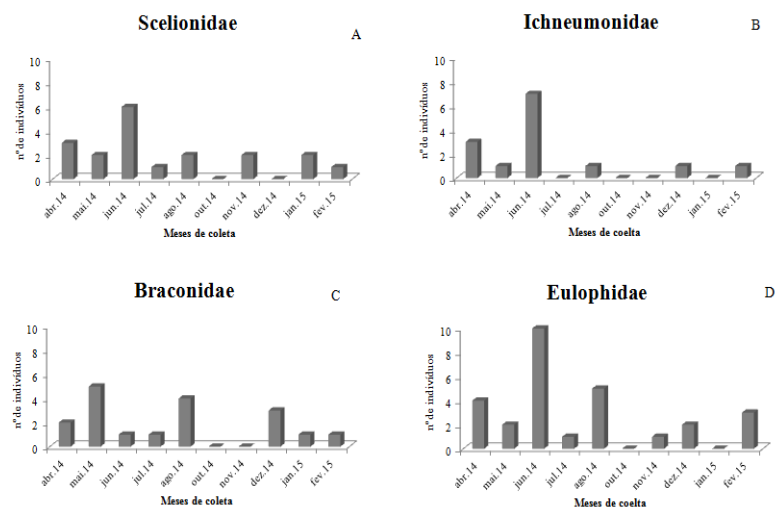 Scelionidae
A
nº de indivíduos
10
8
6
4
2
0
abr.14
mai.14
jun.14
jul.14
ago.14
out.14
nov.14
dez.14
jan.15
fev.15
Meses de coleta
Ichneumonidae
B
nº de indivíduos
10
8
6
4
2
0
abr.14
mai.14
jun.14
jul.14
ago.14
out.14
nov.14
dez.14
jan.15
fev.15
Meses de coelta
Braconidae
C
nº de indivíduos
10
8
6
4
2
0
abr.14
mai.14
jun.14
jul.14
ago.14
out.14
nov.14
dez.14
jan.15
fev.15
Meses de coleta
Eulophidae
D
nº de indivíduos
10
8
6
4
2
0
abr.14
mai.14
jun.14
jul.14
ago.14
out.14
nov.14
dez.14
jan.15
fev.15
Meses de coelta